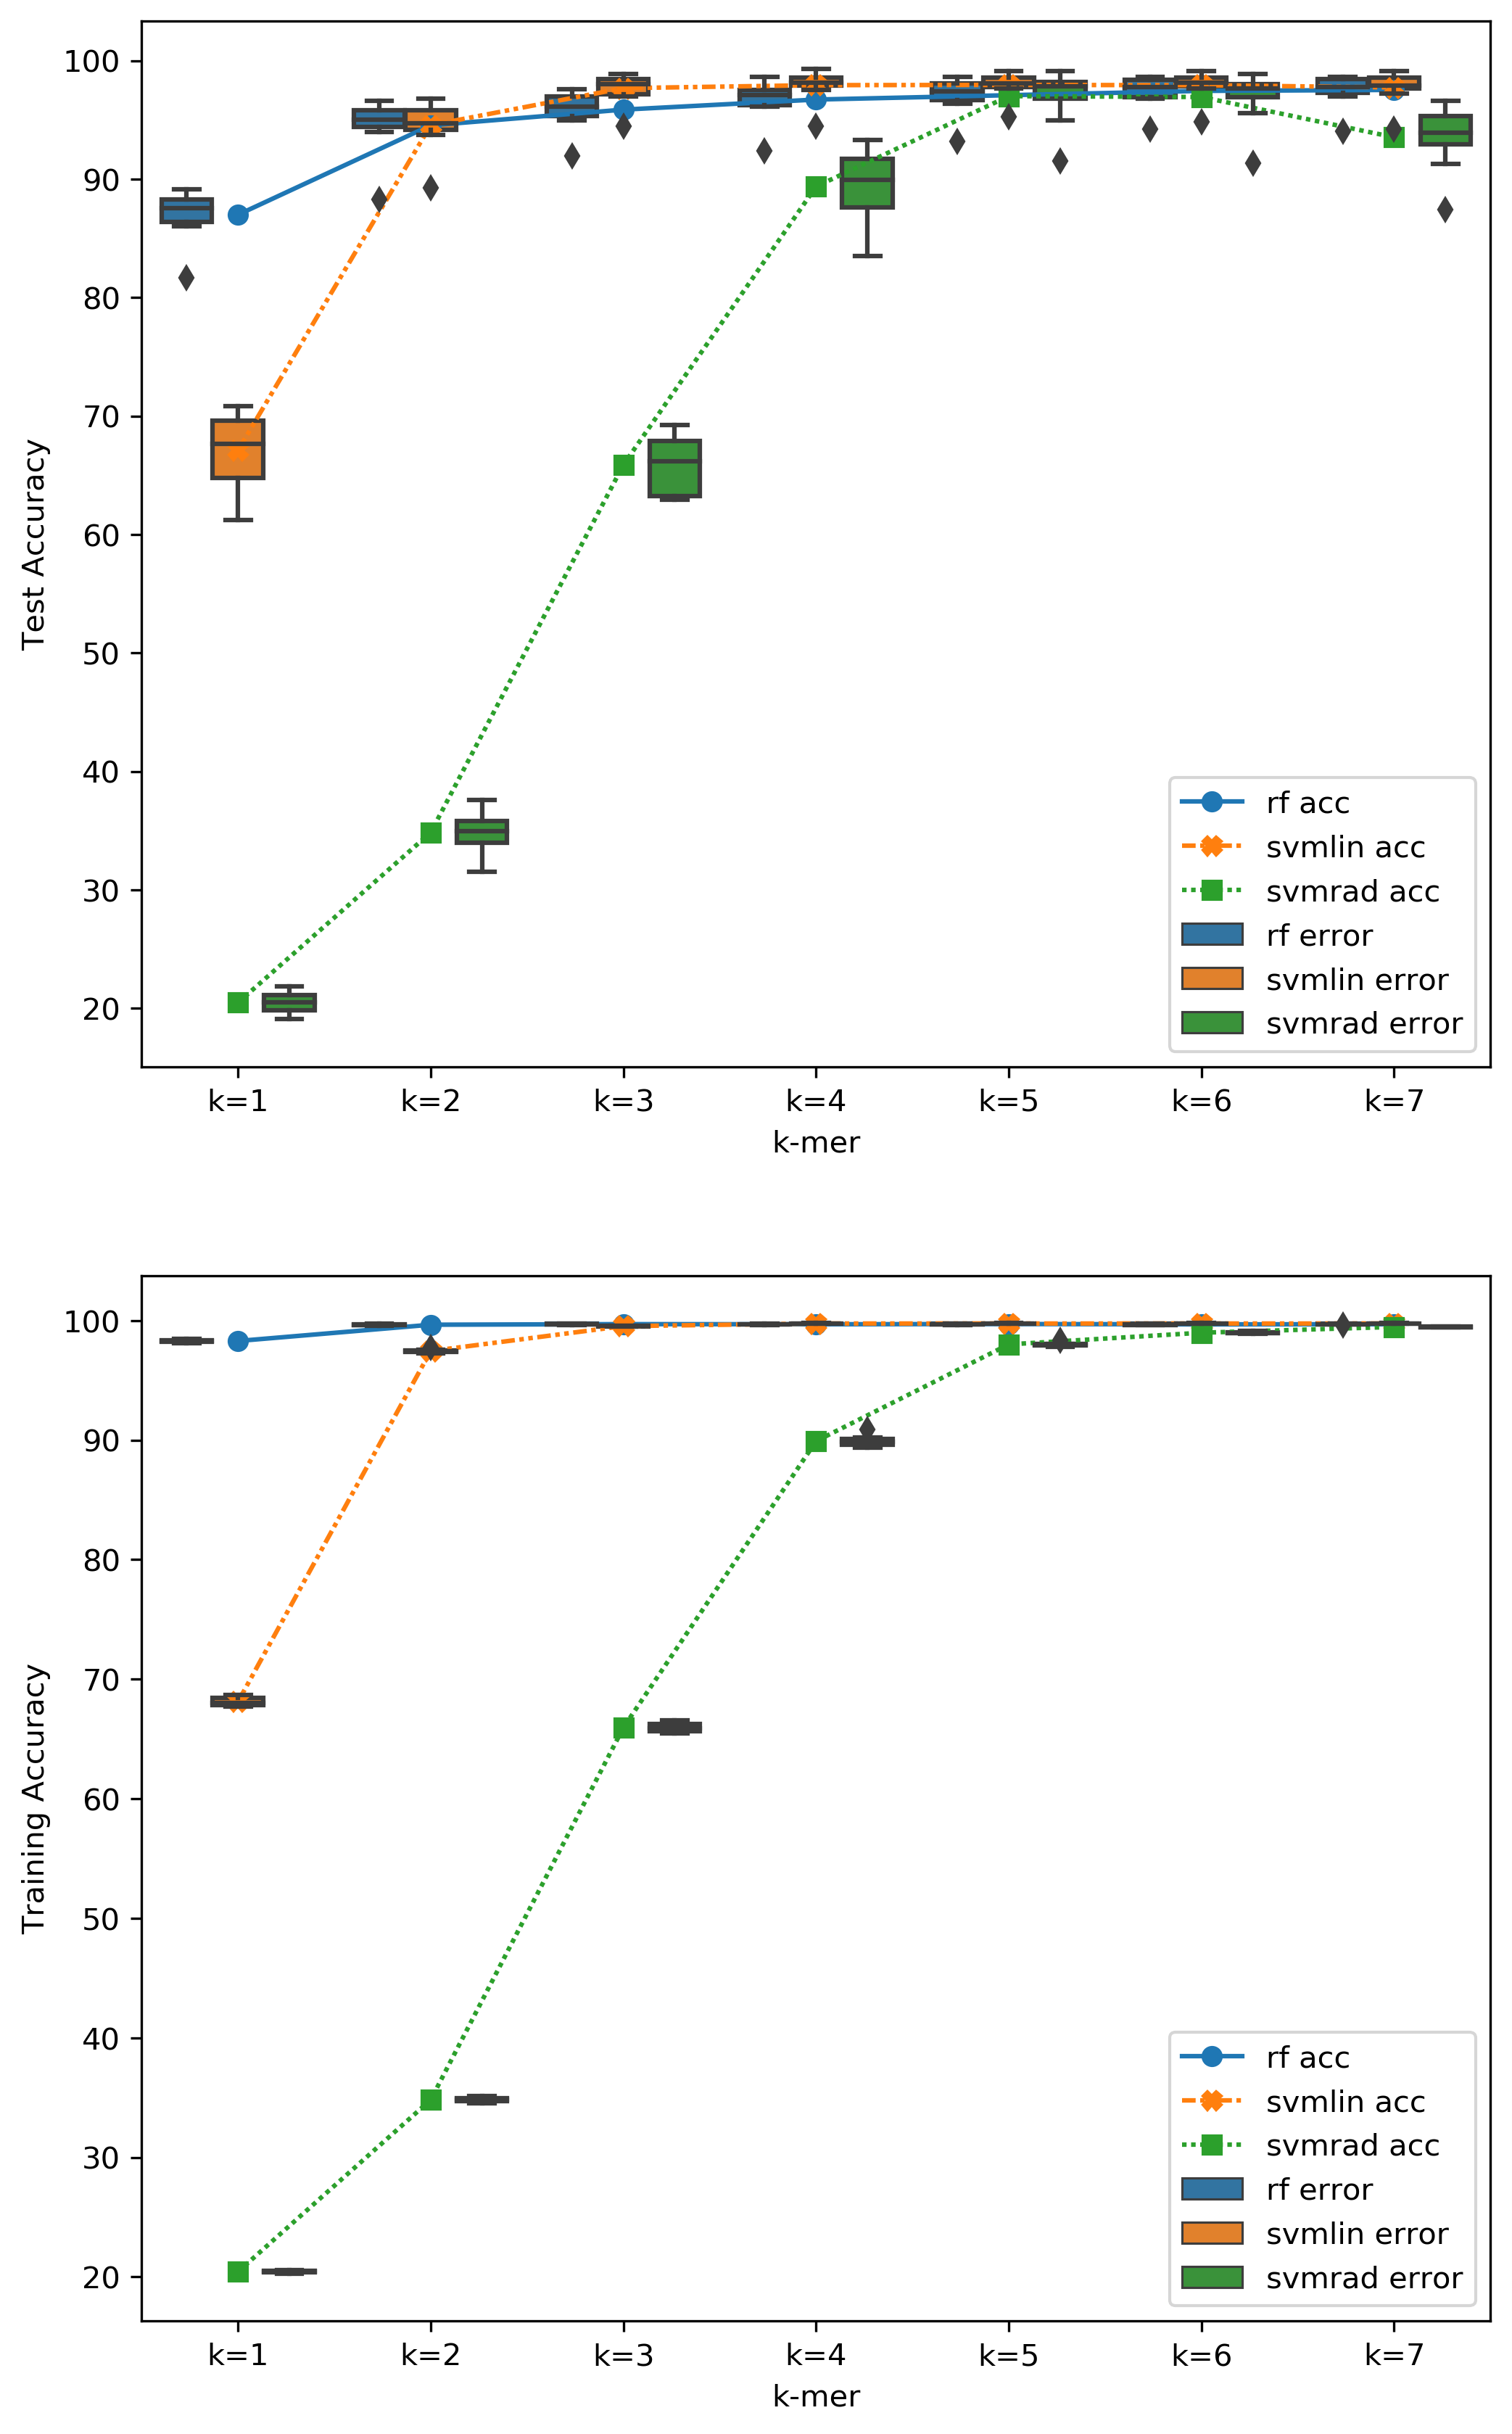 100
90
80
70
60
50
40
30
20
Test Accuracy
rf acc
svmlin acc
svmrad acc
rf error
svmlin error
svmrad error
k=1 k=2 k=3 k=4 k=5 k=6 k=7
k-mer
100
90
80
70
60
50
40
30
20
Training Accuracy
rf acc
svmlin acc
svmrad acc
rf error
svmlin error
svmrad error
k=1 k=2 k=3 k=4 k=5 k=6 k=7
k-mer